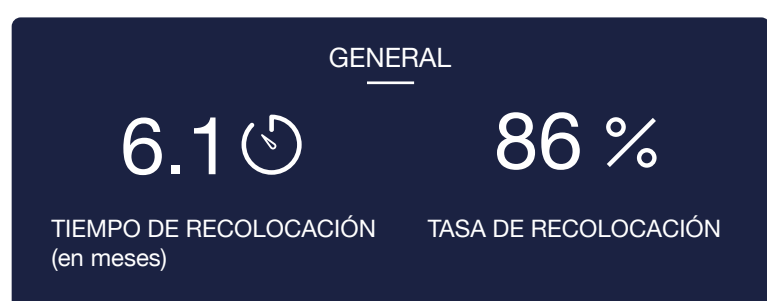 GENERAL
6.1
86 %
TIEMPO DE RECOLOCACIÓN
(en meses)
TASA DE RECOLOCACIÓN